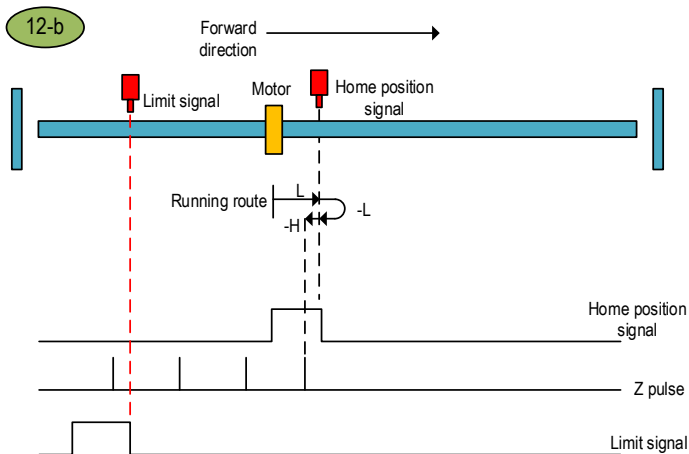 12-b
Forward
direction
Limit signal
Motor
Home position
signal
Running route
L
-L
-H
Home position
signal
Z pulse
Limit signal